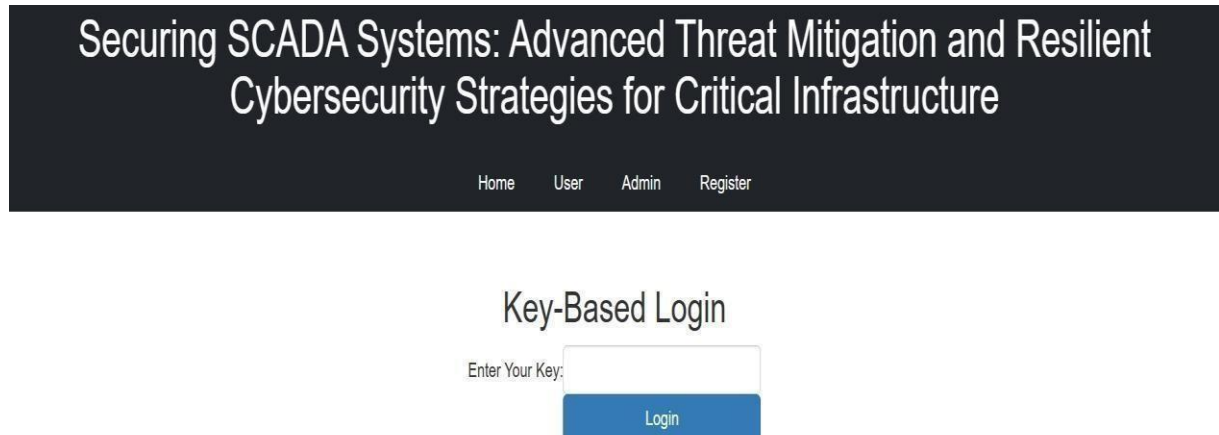 Securing SCADA Systems: Advanced Threat Mitigation and Resilient
Cybersecurity Strategies for Critical Infrastructure
Home User Admin Register
Key-Based Login
Enter Your Key:
Login